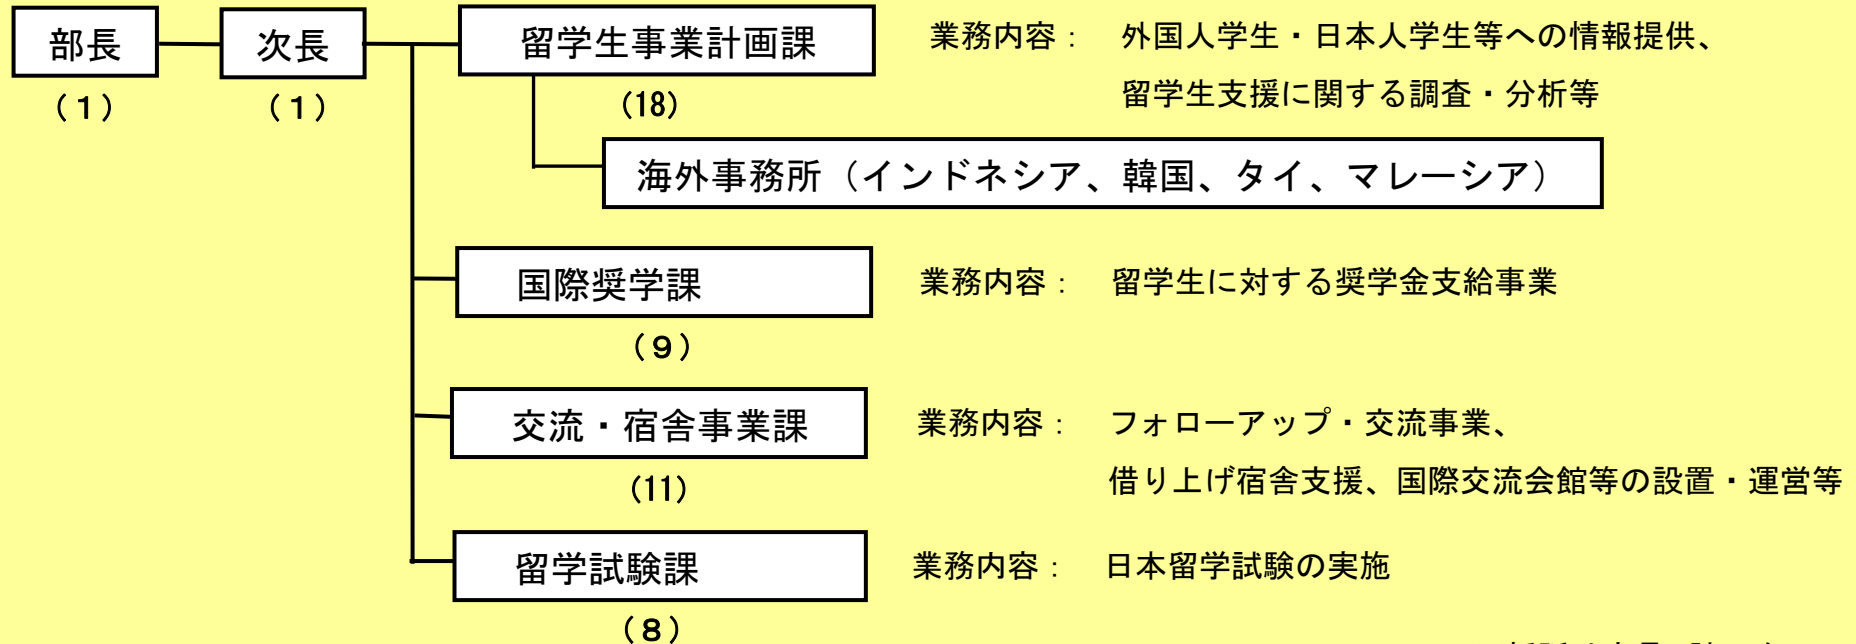 部長
次長
留学生事業計画課
業務内容： 外国人学生・日本人学生等への情報提供、
（１）
（１）
(18)
留学生支援に関する調査・分析等
海外事務所（インドネシア、韓国、タイ、マレーシア）
国際奨学課
業務内容： 留学生に対する奨学金支給事業
（９）
交流・宿舎事業課
業務内容： フォローアップ・交流事業、
(11)
借り上げ宿舎支援、国際交流会館等の設置・運営等
留学試験課
業務内容： 日本留学試験の実施
（８）